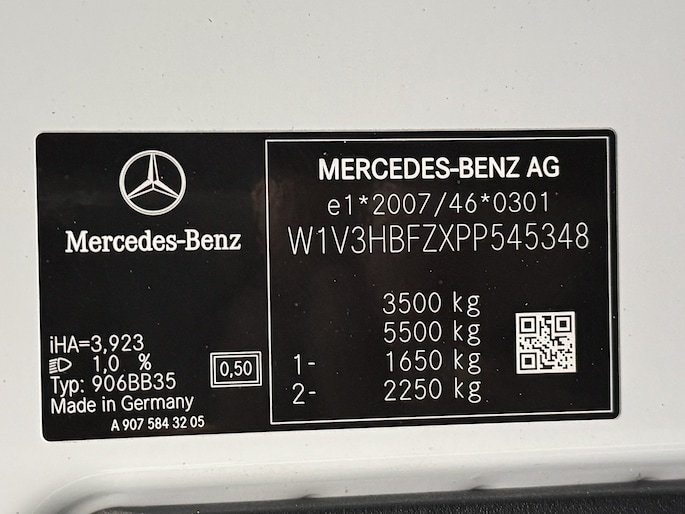 Mercedes-Benz
iHA=3,923
1,0 %
Typ: 906BB35
Made in Germany
A 907 584 32 05
0,50
MERCEDES-BENZ AG
e1*2007/46*0301
W1V3HBFZXPP545348
3500 kg
5500 kg
1- 1650 kg
2- 2250 kg